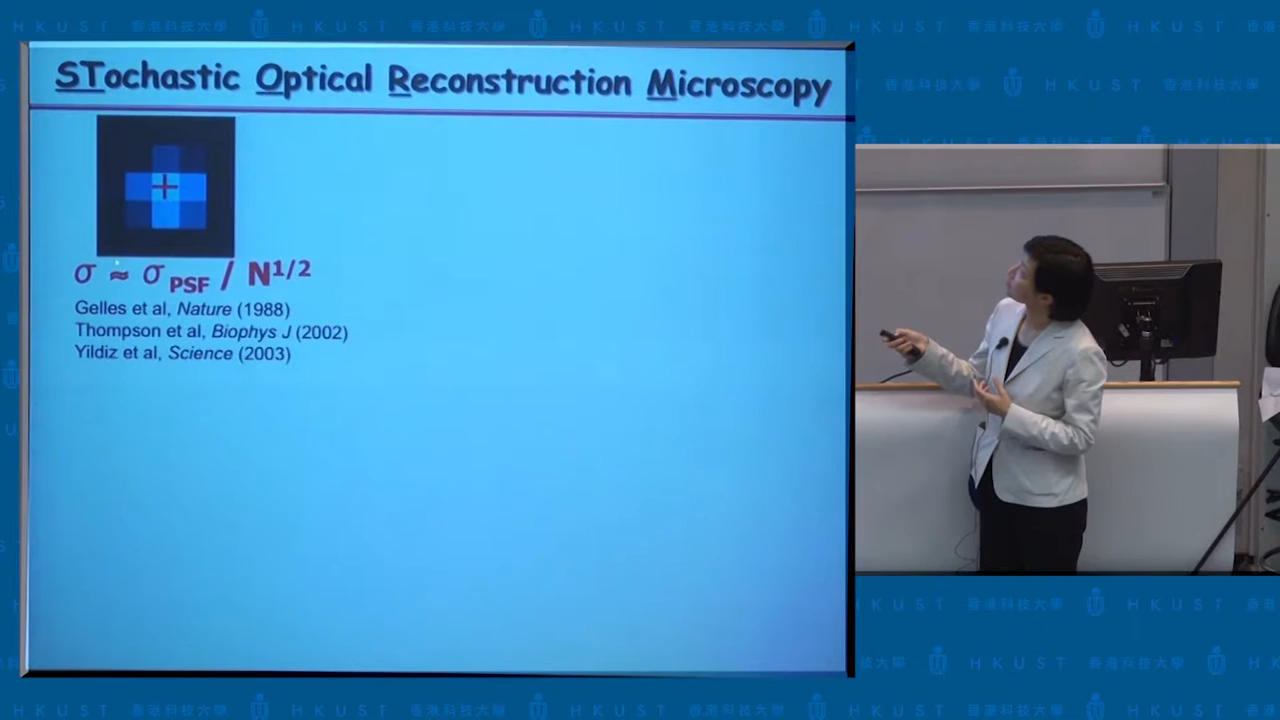 STochastic Optical Reconstruction Microscopy
σ ≈ σ PSF / N1/2
Gelles et al, Nature (1988)
Thompson et al, Biophys J (2002)
Yildiz et al, Science (2003)
HKUST 香港科技大學